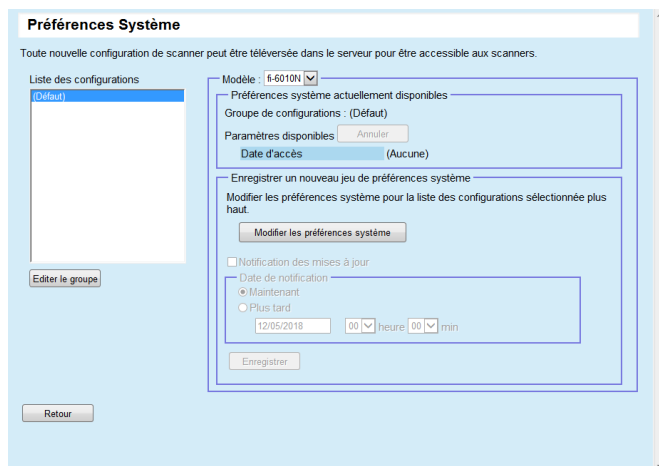 Préférences Système
Toute nouvelle configuration de scanner peut être téléversée dans le serveur pour être accessible aux scanners.
Liste des configurations
(Défaut)
Editer le groupe
Modèle : fi-6010N
Préférences système actuellement disponibles
Groupe de configurations : (Défaut)
Paramètres disponibles Annuler
Date d'accès (Aucune)
Enregistrer un nouveau jeu de préférences système
Modifier les préférences système pour la liste des configurations sélectionnée plus
haut.
Modifier les préférences système
Notification des mises à jour
Date de notification
Maintenant
Plus tard
12/05/2018 00 heure 00 min
Enregistrer
Retour